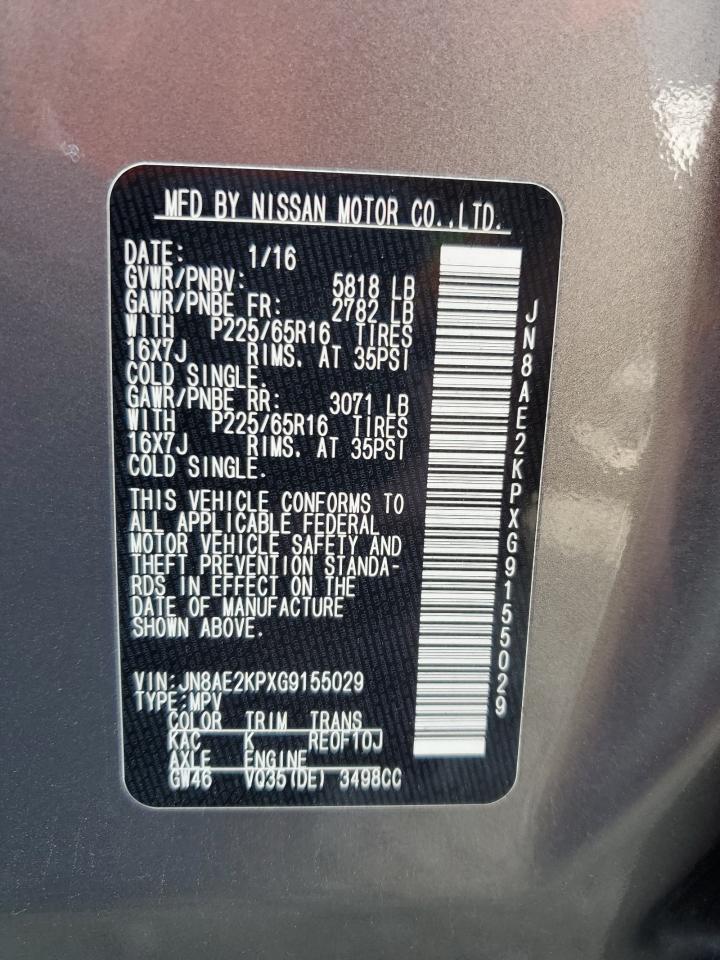 MFD BY NISSAN MOTOR CO.,LTD.
DATE: 1/16
GVWR/PNBV: 5818 LB
GAWR/PNBE FR: 2782 LB
WITH P225/65R16 TIRES
16X7J RIMS. AT 35PSI
COLD SINGLE.
GAWR/PNBE RR: 3071 LB
WITH P225/65R16 TIRES
16X7J RIMS. AT 35PSI
COLD SINGLE.
THIS VEHICLE CONFORMS TO
ALL APPLICABLE FEDERAL
MOTOR VEHICLE SAFETY AND
THEFT PREVENTION STANDA-
RDS IN EFFECT ON THE
DATE OF MANUFACTURE
SHOWN ABOVE.
VIN:JN8AE2KPXG9155029
TYPE:MPV
COLOR TRIM TRANS
KAC K RE0F10J
AXLE ENGINE
GW46 VQ35(DE) 3498CC
JN8AE2KPXG9155029